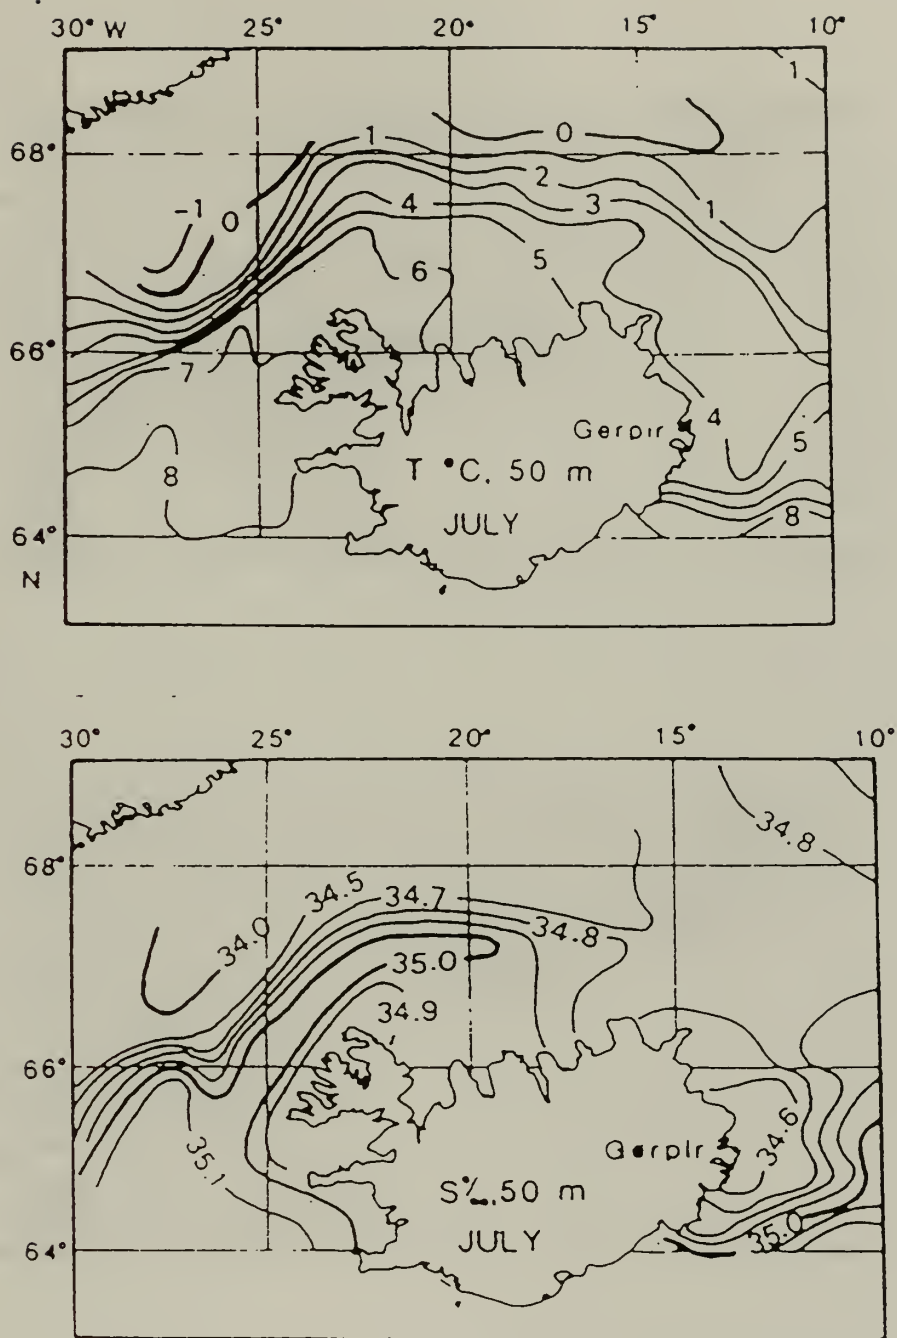 30° W 25° 20° 15° 10°
1
0
68° 1
2
-1 0 4 3 1
6 5
66°
7
Gerpir 4
5
8 T °C, 50 m
64° JULY 8
N
30° 25° 20° 15° 10°
34.8
68°
34.5 34.7
34.0 34.8
35.0
34.9
66°
34.6
35.1 Gerpir
S‰, 50 m
35.0
64° JULY